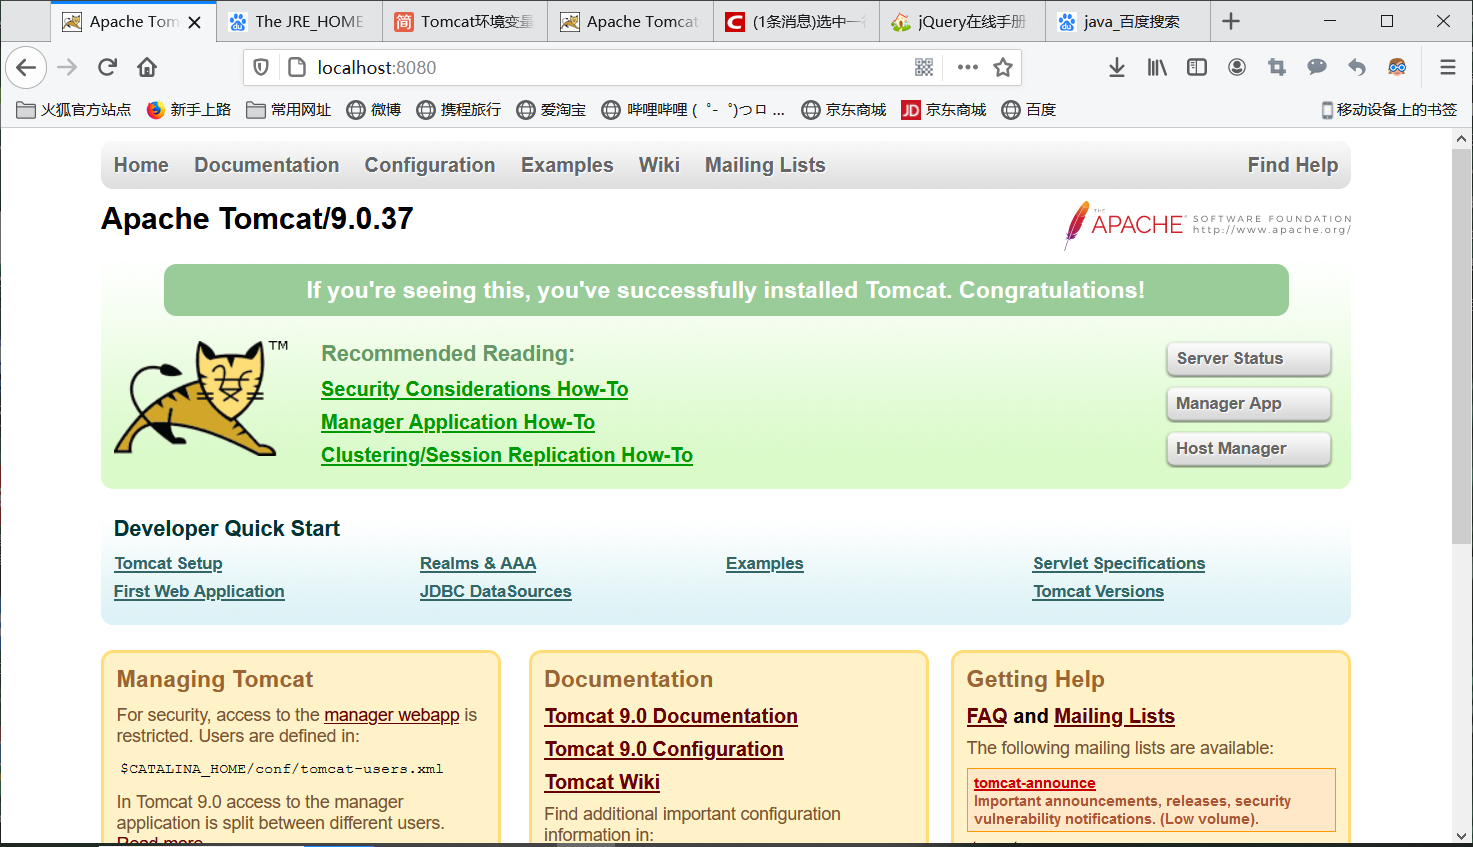 Apache Tom
The JRE_HOME
简 Tomcat环境变量
Apache Tomcat
C (1条消息)选中一
jQuery在线手册
java_百度搜索
localhost:8080
火狐官方站点 新手上路 常用网址 微博 携程旅行 爱淘宝 哔哩哔哩 ( ゜- ゜)つロ ... 京东商城 JD 京东商城 百度 移动设备上的书签
Home Documentation Configuration Examples Wiki Mailing Lists Find Help
Apache Tomcat/9.0.37
THE
APACHE SOFTWARE FOUNDATION
http://www.apache.org/
If you're seeing this, you've successfully installed Tomcat. Congratulations!
TM
Recommended Reading:
Security Considerations How-To
Manager Application How-To
Clustering/Session Replication How-To
Server Status
Manager App
Host Manager
Developer Quick Start
Tomcat Setup Realms & AAA Examples Servlet Specifications
First Web Application JDBC DataSources Tomcat Versions
Managing Tomcat
For security, access to the manager webapp is
restricted. Users are defined in:
$CATALINA_HOME/conf/tomcat-users.xml
In Tomcat 9.0 access to the manager
application is split between different users.
Read more
Documentation
Tomcat 9.0 Documentation
Tomcat 9.0 Configuration
Tomcat Wiki
Find additional important configuration
information in:
Getting Help
FAQ and Mailing Lists
The following mailing lists are available:
tomcat-announce
Important announcements, releases, security
vulnerability notifications. (Low volume).